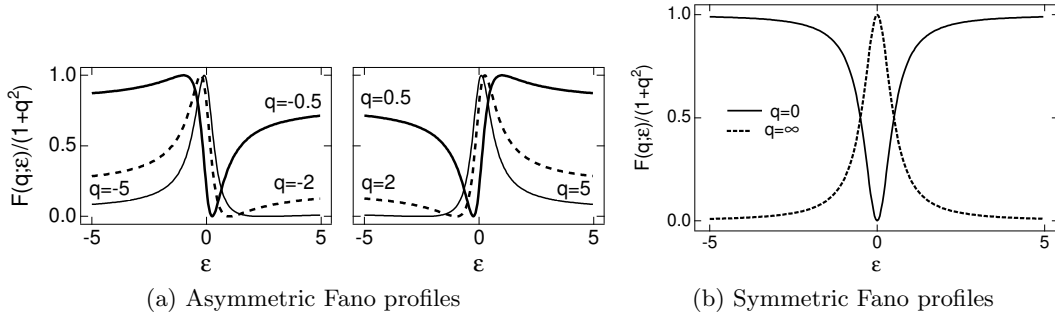 F(q;ε)/(1+q²)
1.0
0.5
0.0
q=-0.5
q=-5
q=-2
-5
0
5
ε
q=0.5
q=2
q=5
-5
0
5
ε
(a) Asymmetric Fano profiles
F(q;ε)/(1+q²)
1.0
0.5
0.0
q=0
q=∞
-5
0
5
ε
(b) Symmetric Fano profiles